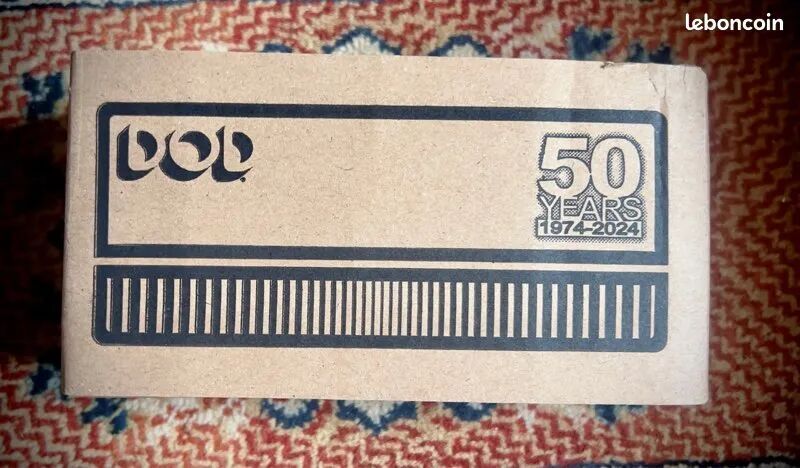 leboncoin
DOD
50
YEARS
1974-2024